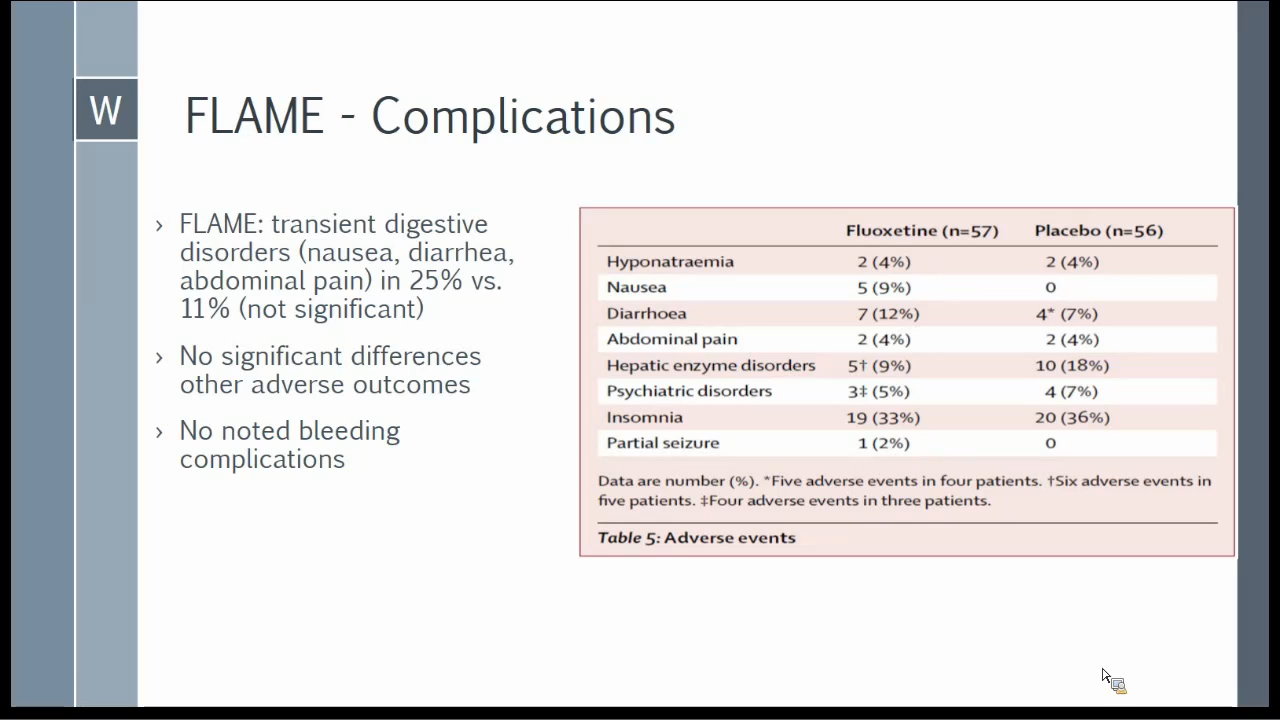 W
FLAME - Complications
› FLAME: transient digestive
disorders (nausea, diarrhea,
abdominal pain) in 25% vs.
11% (not significant)
› No significant differences
other adverse outcomes
› No noted bleeding
complications
Fluoxetine (n=57) Placebo (n=56)
Hyponatraemia 2 (4%) 2 (4%)
Nausea 5 (9%) 0
Diarrhoea 7 (12%) 4* (7%)
Abdominal pain 2 (4%) 2 (4%)
Hepatic enzyme disorders 5† (9%) 10 (18%)
Psychiatric disorders 3‡ (5%) 4 (7%)
Insomnia 19 (33%) 20 (36%)
Partial seizure 1 (2%) 0
Data are number (%). *Five adverse events in four patients. †Six adverse events in
five patients. ‡Four adverse events in three patients.
Table 5: Adverse events